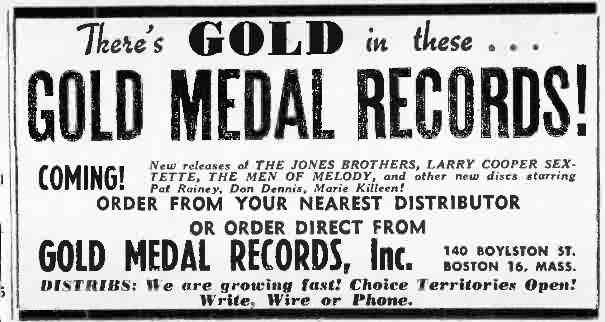 There's GOLD in these . . .
GOLD MEDAL RECORDS!
COMING! New releases of THE JONES BROTHERS, LARRY COOPER SEX-
TETTE, THE MEN OF MELODY, and other new discs starring
Pat Rainey, Don Dennis, Marie Killeen!
ORDER FROM YOUR NEAREST DISTRIBUTOR
OR ORDER DIRECT FROM
GOLD MEDAL RECORDS, Inc. 140 BOYLSTON ST.
BOSTON 16, MASS.
DISTRIBS: We are growing fast! Choice Territories Open!
Write, Wire or Phone.